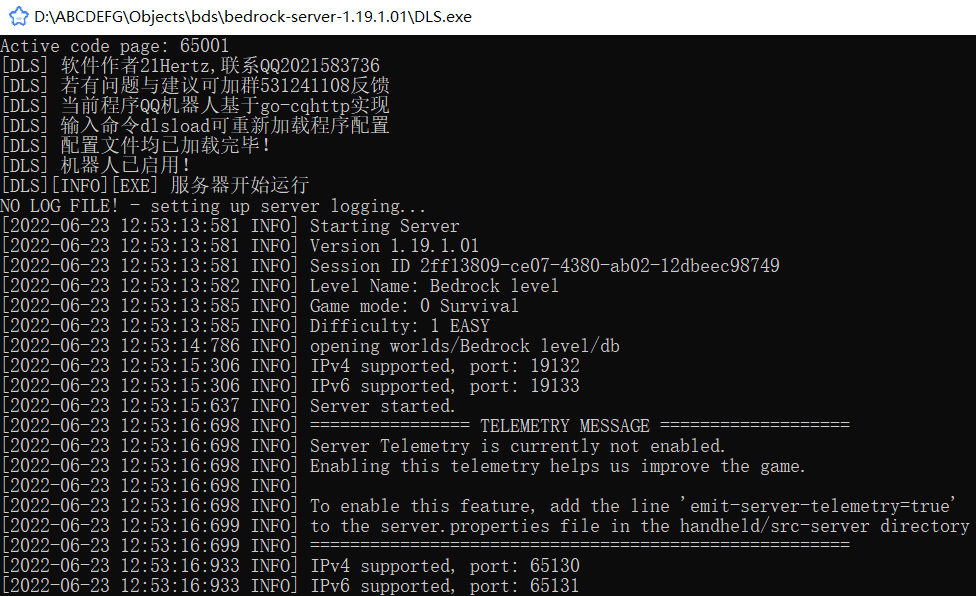 D:\ABCDEFG\Objects\bds\bedrock-server-1.19.1.01\DLS.exe
Active code page: 65001
[DLS] 软件作者21Hertz,联系QQ2021583736
[DLS] 若有问题与建议可加群531241108反馈
[DLS] 当前程序QQ机器人基于go-cqhttp实现
[DLS] 输入命令dlsload可重新加载程序配置
[DLS] 配置文件均已加载完毕!
[DLS] 机器人已启用!
[DLS][INFO][EXE] 服务器开始运行
NO LOG FILE! - setting up server logging...
[2022-06-23 12:53:13:581 INFO] Starting Server
[2022-06-23 12:53:13:581 INFO] Version 1.19.1.01
[2022-06-23 12:53:13:581 INFO] Session ID 2ff13809-ce07-4380-ab02-12dbeec98749
[2022-06-23 12:53:13:582 INFO] Level Name: Bedrock level
[2022-06-23 12:53:13:585 INFO] Game mode: 0 Survival
[2022-06-23 12:53:13:585 INFO] Difficulty: 1 EASY
[2022-06-23 12:53:14:786 INFO] opening worlds/Bedrock level/db
[2022-06-23 12:53:15:306 INFO] IPv4 supported, port: 19132
[2022-06-23 12:53:15:306 INFO] IPv6 supported, port: 19133
[2022-06-23 12:53:15:637 INFO] Server started.
[2022-06-23 12:53:16:698 INFO] ================ TELEMETRY MESSAGE ===================
[2022-06-23 12:53:16:698 INFO] Server Telemetry is currently not enabled.
[2022-06-23 12:53:16:698 INFO] Enabling this telemetry helps us improve the game.
[2022-06-23 12:53:16:698 INFO]
[2022-06-23 12:53:16:698 INFO] To enable this feature, add the line 'emit-server-telemetry=true'
[2022-06-23 12:53:16:699 INFO] to the server.properties file in the handheld/src-server directory
[2022-06-23 12:53:16:699 INFO] ======================================================
[2022-06-23 12:53:16:933 INFO] IPv4 supported, port: 65130
[2022-06-23 12:53:16:933 INFO] IPv6 supported, port: 65131